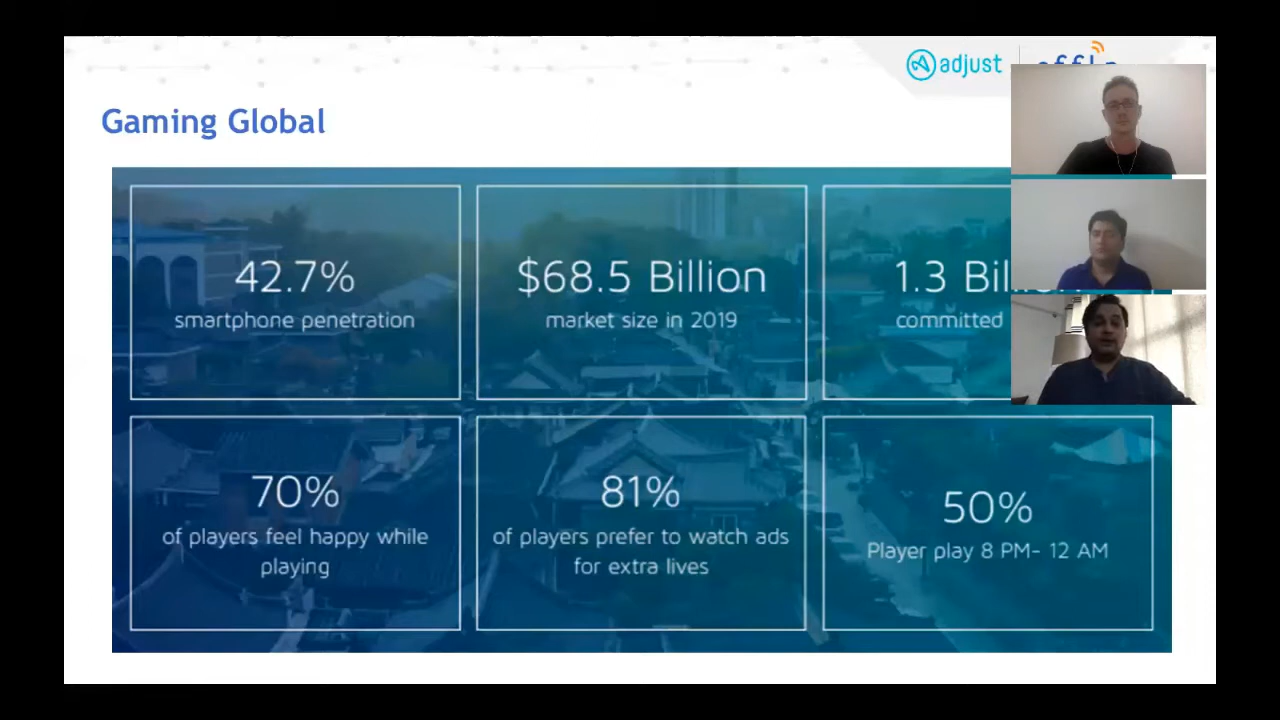 adjust
Gaming Global
42.7%
smartphone penetration
$68.5 Billion
market size in 2019
1.3
committed
70%
of players feel happy while
playing
81%
of players prefer to watch ads
for extra lives
50%
Player play 8 PM- 12 AM